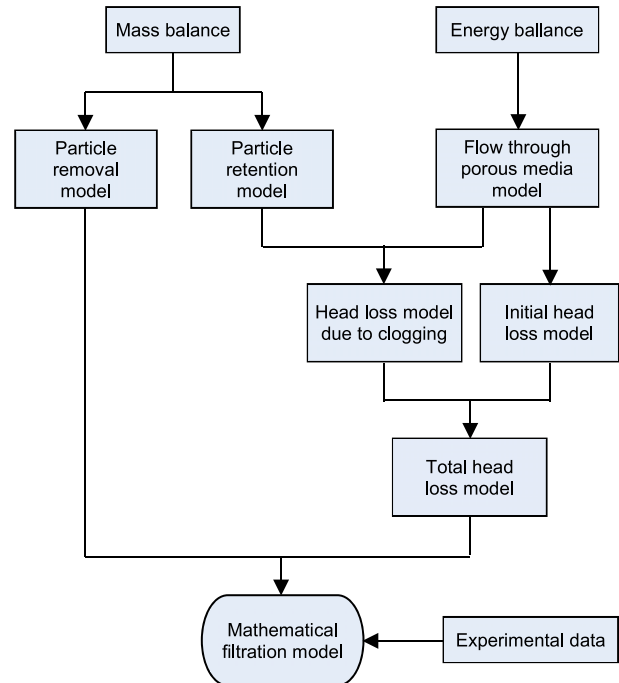 Mass balance
Energy ballance
Particle
removal
model
Particle
retention
model
Flow through
porous media
model
Head loss model
due to clogging
Initial head
loss model
Total head
loss model
Mathematical
filtration model
Experimental data